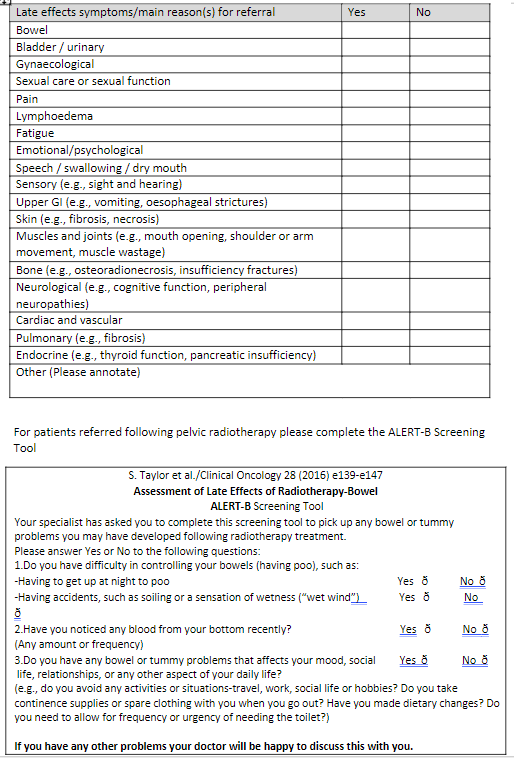 Late effects symptoms/main reason(s) for referral Yes No
Bowel
Bladder / urinary
Gynaecological
Sexual care or sexual function
Pain
Lymphoedema
Fatigue
Emotional/psychological
Speech / swallowing / dry mouth
Sensory (e.g., sight and hearing)
Upper GI (e.g., vomiting, oesophageal strictures)
Skin (e.g., fibrosis, necrosis)
Muscles and joints (e.g., mouth opening, shoulder or arm
movement, muscle wastage)
Bone (e.g., osteoradionecrosis, insufficiency fractures)
Neurological (e.g., cognitive function, peripheral
neuropathies)
Cardiac and vascular
Pulmonary (e.g., fibrosis)
Endocrine (e.g., thyroid function, pancreatic insufficiency)
Other (Please annotate)
For patients referred following pelvic radiotherapy please complete the ALERT-B Screening
Tool
S. Taylor et al./Clinical Oncology 28 (2016) e139-e147
Assessment of Late Effects of Radiotherapy-Bowel
ALERT-B Screening Tool
Your specialist has asked you to complete this screening tool to pick up any bowel or tummy
problems you may have developed following radiotherapy treatment.
Please answer Yes or No to the following questions:
1.Do you have difficulty in controlling your bowels (having poo), such as:
-Having to get up at night to poo Yes ð No ð
-Having accidents, such as soiling or a sensation of wetness (“wet wind”) Yes ð No
ð
2.Have you noticed any blood from your bottom recently? Yes ð No ð
(Any amount or frequency)
3.Do you have any bowel or tummy problems that affects your mood, social Yes ð No ð
life, relationships, or any other aspect of your daily life?
(e.g., do you avoid any activities or situations-travel, work, social life or hobbies? Do you take
continence supplies or spare clothing with you when you go out? Have you made dietary changes? Do
you need to allow for frequency or urgency of needing the toilet?)
If you have any other problems your doctor will be happy to discuss this with you.